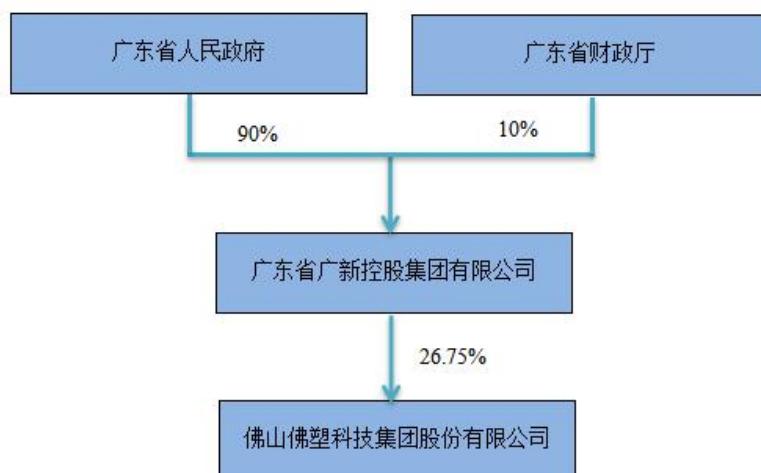 广东省人民政府
广东省财政厅
90%
10%
广东省广新控股集团有限公司
26.75%
佛山佛塑科技集团股份有限公司